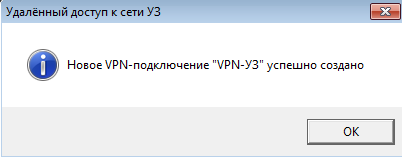 Удалённый доступ к сети УЗ
Новое VPN-подключение "VPN-УЗ" успешно создано
OK